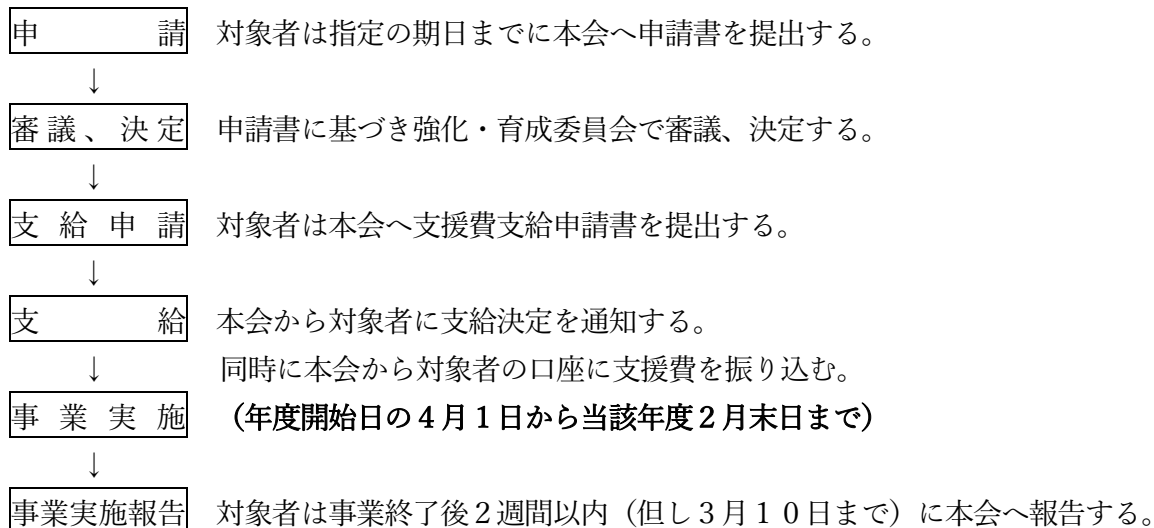 申請 対象者は指定の期日までに本会へ申請書を提出する。
↓
審議、決定 申請書に基づき強化・育成委員会で審議、決定する。
↓
支給申請 対象者は本会へ支援費支給申請書を提出する。
↓
支給 本会から対象者に支給決定を通知する。
↓ 同時に本会から対象者の口座に支援費を振り込む。
事業実施 （年度開始日の４月１日から当該年度２月末日まで）
↓
事業実施報告 対象者は事業終了後２週間以内（但し３月１０日まで）に本会へ報告する。